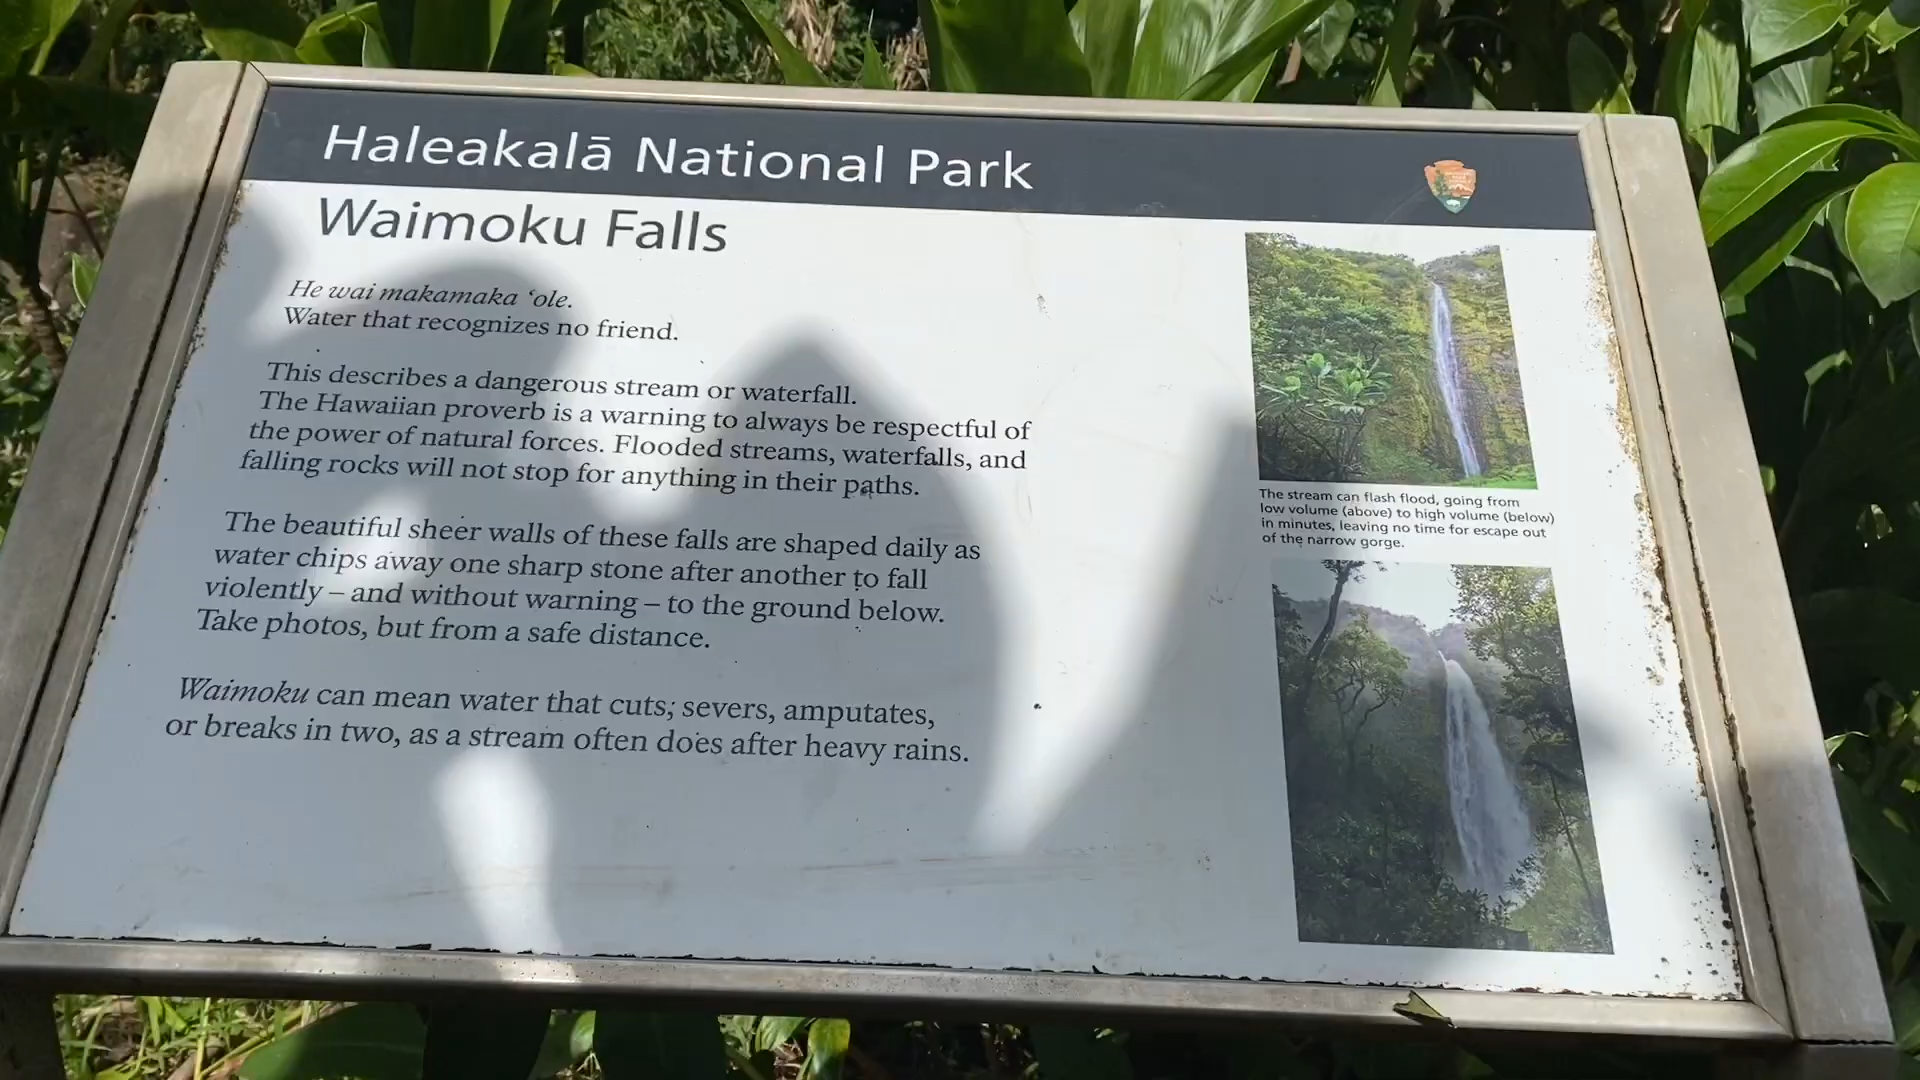 Haleakalā National Park
Waimoku Falls
He wai makamaka ʻole.
Water that recognizes no friend.
This describes a dangerous stream or waterfall.
The Hawaiian proverb is a warning to always be respectful of
the power of natural forces. Flooded streams, waterfalls, and
falling rocks will not stop for anything in their paths.
The beautiful sheer walls of these falls are shaped daily as
water chips away one sharp stone after another to fall
violently – and without warning – to the ground below.
Take photos, but from a safe distance.
Waimoku can mean water that cuts; severs, amputates,
or breaks in two, as a stream often does after heavy rains.
The stream can flash flood, going from
low volume (above) to high volume (below)
in minutes, leaving no time for escape out
of the narrow gorge.